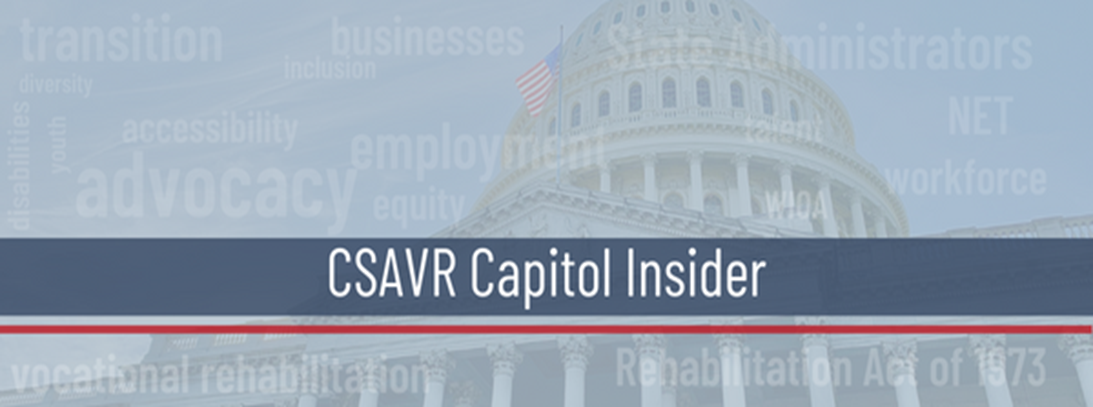 transition
businesses
State Administrators
inclusion
diversity
disabilities
youth
accessibility
employment
talent
NET
advocacy
equity
WIOA
workforce
CSAVR Capitol Insider
vocational rehabilitation
Rehabilitation Act of 1973